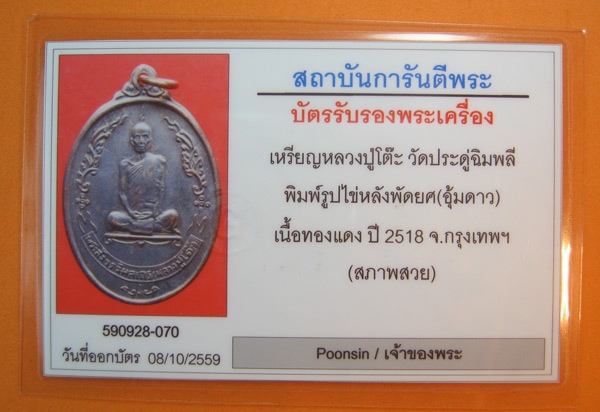 สถาบันการันตีพระ
บัตรรับรองพระเครื่อง
เหรียญหลวงปู่โต๊ะ วัดประดู่ฉิมพลี
พิมพ์รูปไข่หลังพัดยศ(อุ้มดาว)
เนื้อทองแดง ปี 2518 จ.กรุงเทพฯ
(สภาพสวย)
590928-070
วันที่ออกบัตร 08/10/2559
Poonsin / เจ้าของพระ